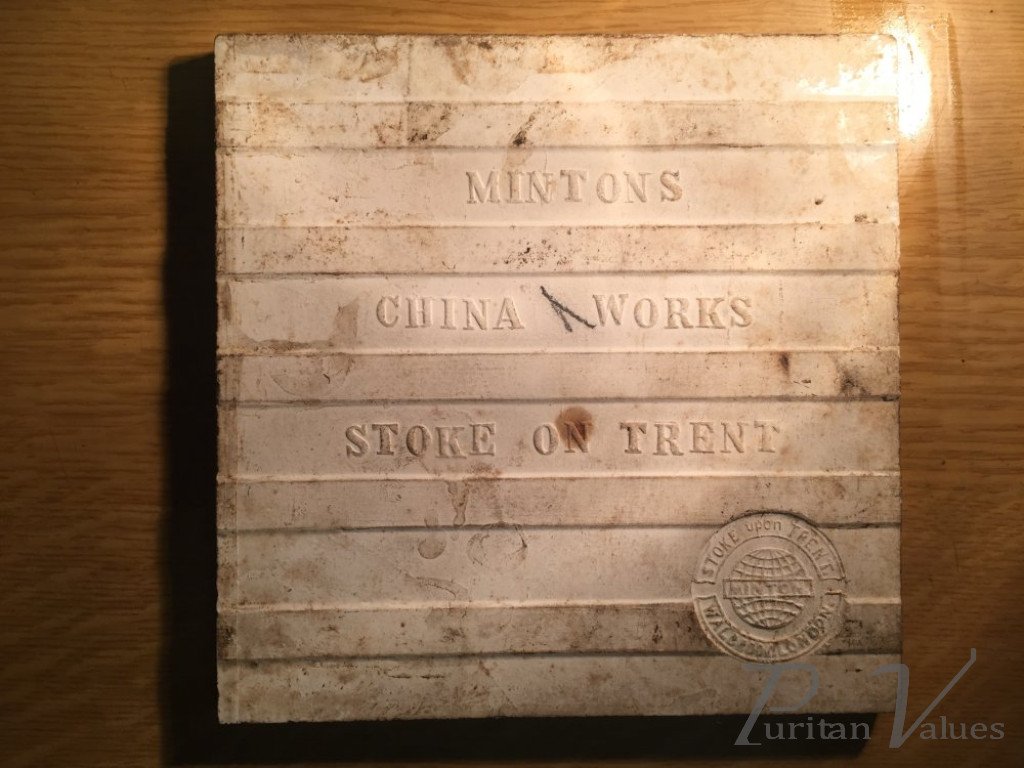 MINTONS
CHINA WORKS
STOKE ON TRENT
STOKE upon TRENT
MINTON
Puritan Values